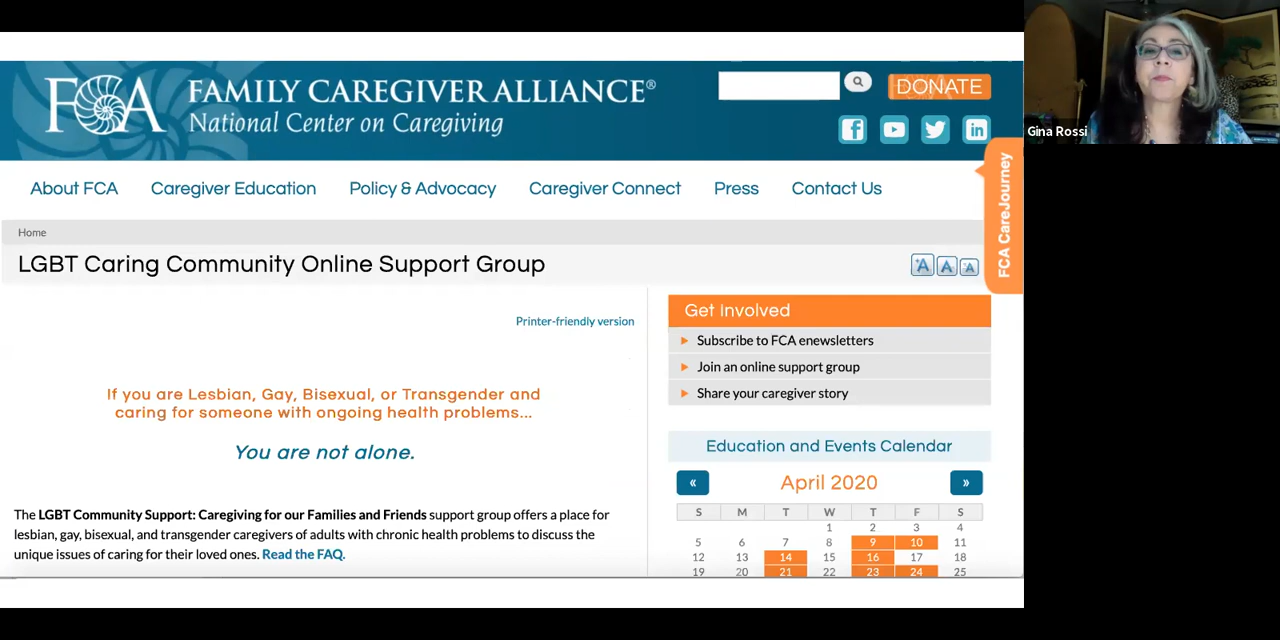 FCA
FAMILY CAREGIVER ALLIANCE®
National Center on Caregiving
DONATE
Gina Rossi
FCA CareJourney
About FCA
Caregiver Education
Policy & Advocacy
Caregiver Connect
Press
Contact Us
Home
LGBT Caring Community Online Support Group
A A A
Printer-friendly version
If you are Lesbian, Gay, Bisexual, or Transgender and
caring for someone with ongoing health problems...
You are not alone.
The LGBT Community Support: Caregiving for our Families and Friends support group offers a place for
lesbian, gay, bisexual, and transgender caregivers of adults with chronic health problems to discuss the
unique issues of caring for their loved ones. Read the FAQ.
Get Involved
Subscribe to FCA enewsletters
Join an online support group
Share your caregiver story
Education and Events Calendar
« April 2020 »
S M T W T F S
1 2 3 4
5 6 7 8 9 10 11
12 13 14 15 16 17 18
19 20 21 22 23 24 25